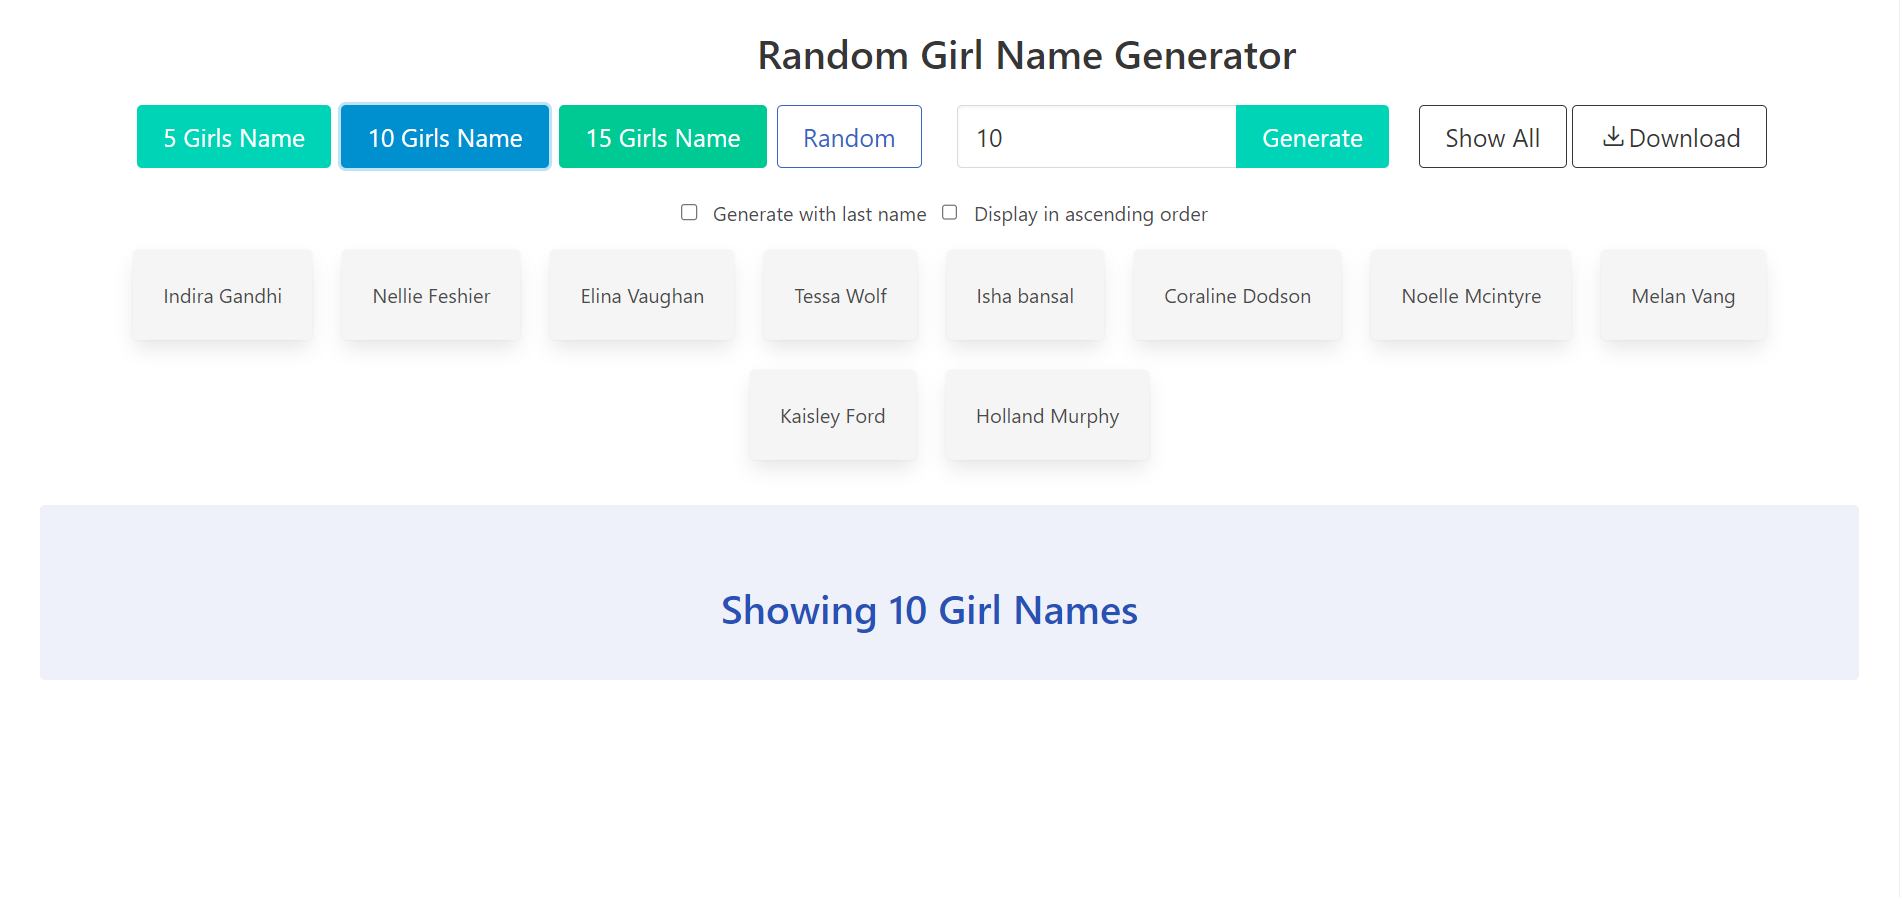 Random Girl Name Generator
5 Girls Name 10 Girls Name 15 Girls Name Random 10 Generate Show All Download
Generate with last name Display in ascending order
Indira Gandhi Nellie Feshier Elina Vaughan Tessa Wolf Isha bansal Coraline Dodson Noelle Mcintyre Melan Vang
Kaisley Ford Holland Murphy
Showing 10 Girl Names